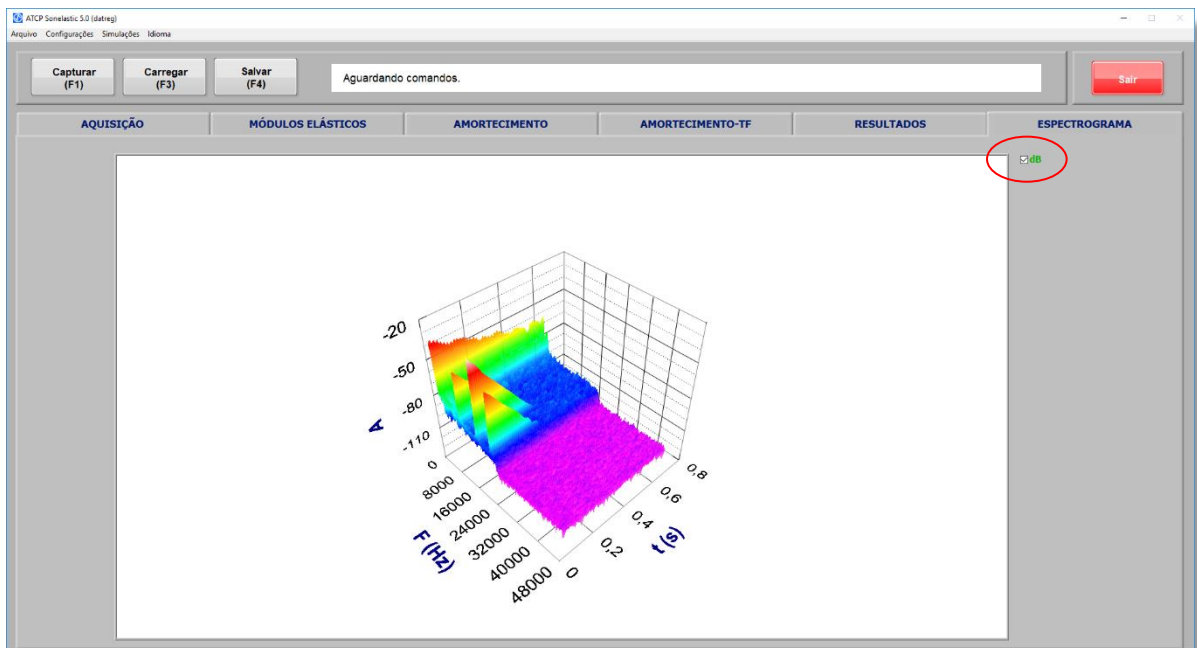 ATCP Sonelastic 5.0 (datreg)
Arquivo Configurações Simulações Idioma
Capturar
(F1)
Carregar
(F3)
Salvar
(F4)
Aguardando comandos.
Sair
AQUISIÇÃO
MÓDULOS ELÁSTICOS
AMORTECIMENTO
AMORTECIMENTO-TF
RESULTADOS
ESPECTROGRAMA
dB
-20
-50
-80
-110
A
0
8000
16000
24000
32000
40000
48000
F (Hz)
0
0,2
0,4
0,6
0,8
t (s)